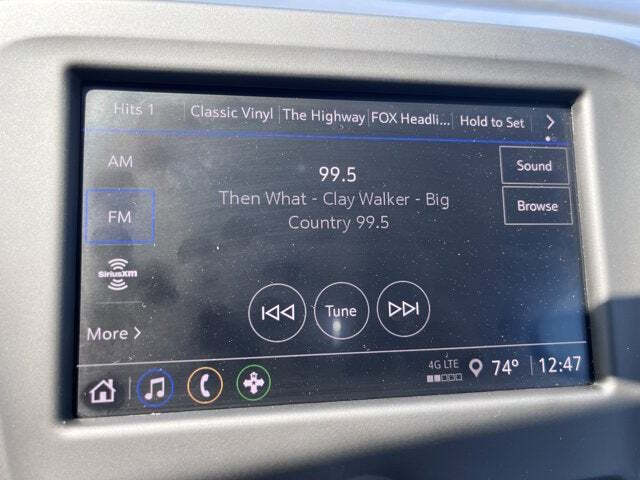 Hits 1 Classic Vinyl The Highway FOX Headli... Hold to Set
AM
99.5
Sound
Then What - Clay Walker - Big
Browse
FM
Country 99.5
SiriusXM
Tune
More >
4G LTE
74° 12:47